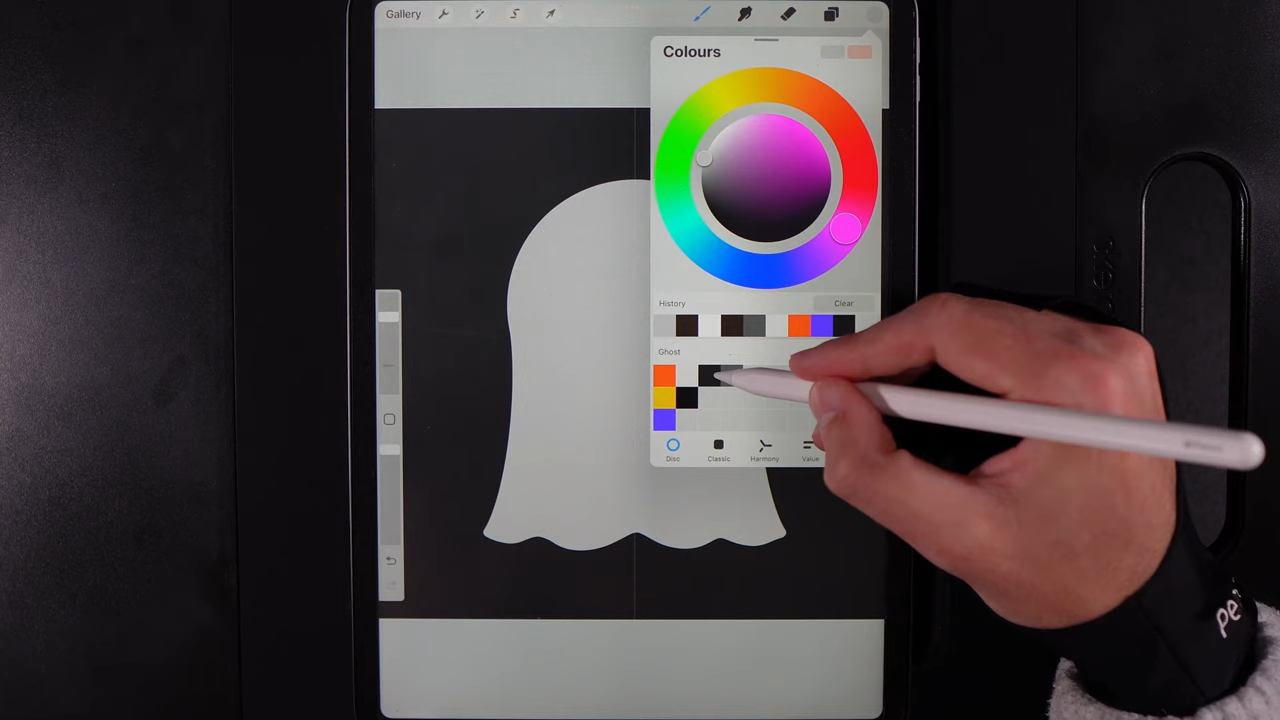 Gallery
Colours
History
Clear
Ghost
Disc
Classic
Harmony
Value